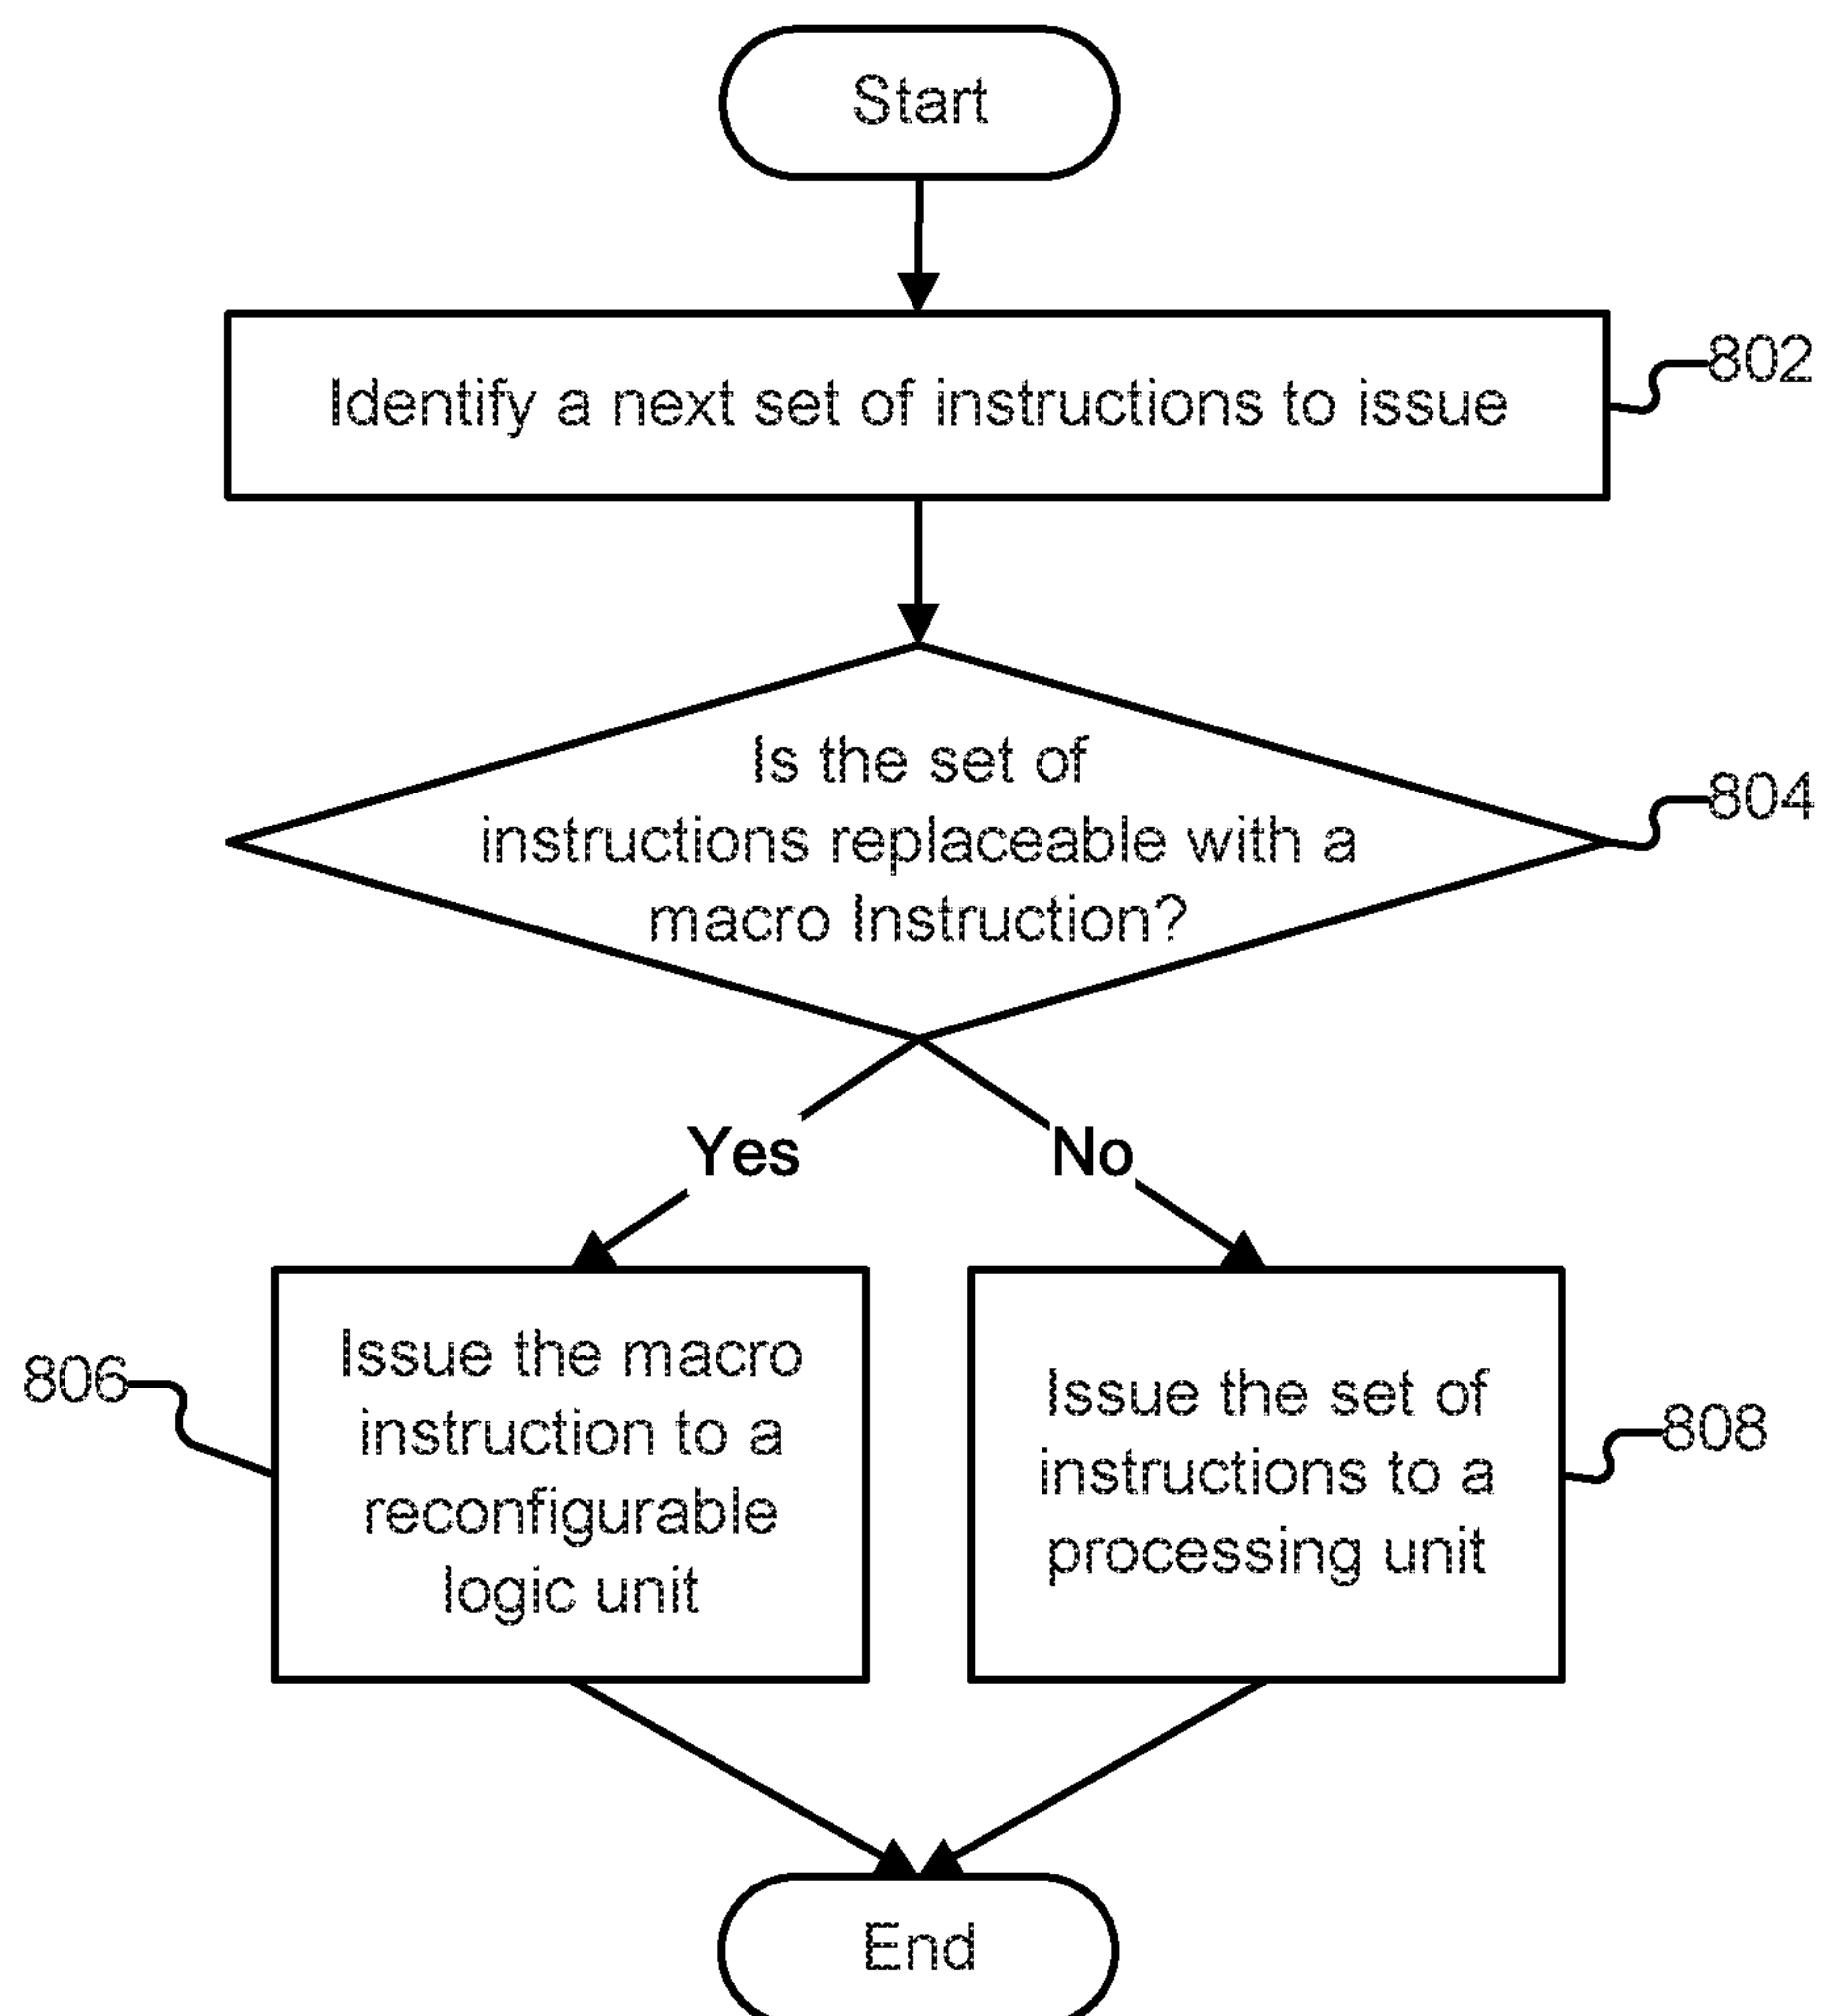 Start
Identify a next set of instructions to issue
802
Is the set of
instructions replaceable with a
macro Instruction?
804
Yes
No
806
Issue the macro
instruction to a
reconfigurable
logic unit
Issue the set of
instructions to a
processing unit
808
End